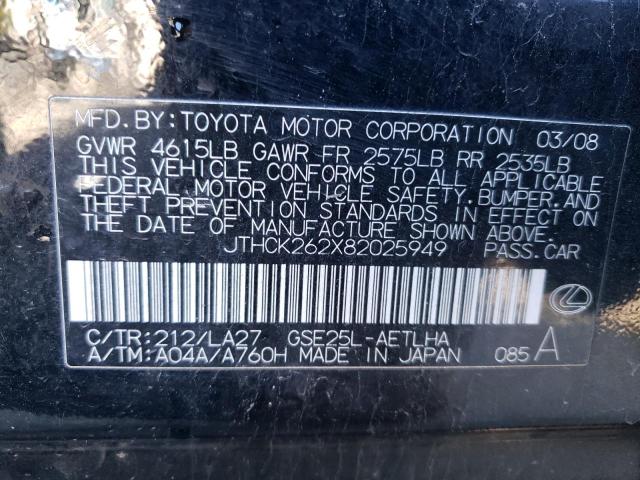 MFD. BY: TOYOTA MOTOR CORPORATION 03/08
GVWR 4615LB GAWR FR 2575LB RR 2535LB
THIS VEHICLE CONFORMS TO ALL APPLICABLE
FEDERAL MOTOR VEHICLE SAFETY, BUMPER, AND
THEFT PREVENTION STANDARDS IN EFFECT ON
THE DATE OF MANUFACTURE SHOWN ABOVE.
JTHCK262X82025949 PASS. CAR
C/TR: 212/LA27 GSE25L-AETLHA
A/TM: A04A/A760H MADE IN JAPAN 085 A